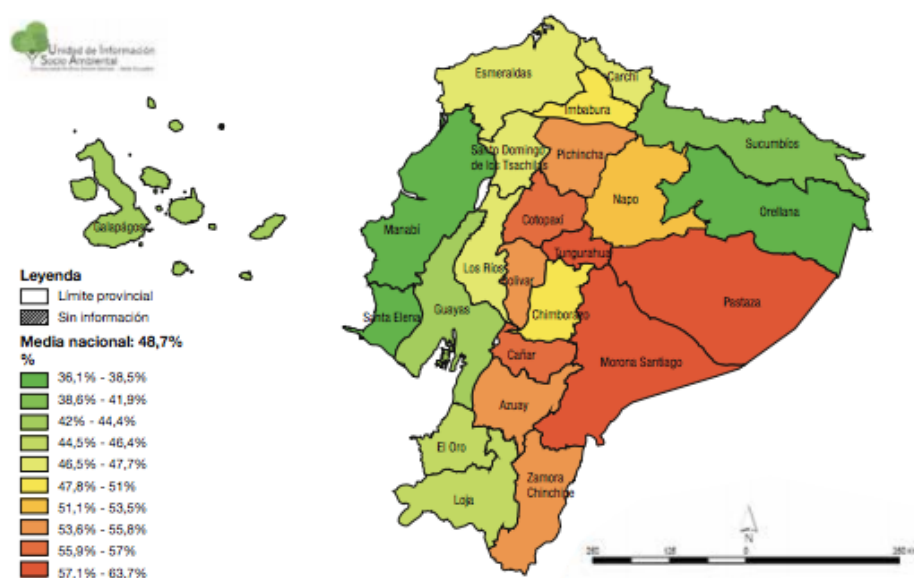 Unidad de Información
Socio Ambiental
Esmeraldas
Carchi
Imbabura
Sucumbíos
Santo Domingo
de los Tsachilas
Pichincha
Napo
Orellana
Galapágos
Manabí
Cotopaxi
Tungurahua
Los Ríos
Bolivar
Pastaza
Santa Elena
Guayas
Chimborazo
Cañar
Morona Santiago
Azuay
El Oro
Loja
Zamora
Chinchipe
Leyenda
Límite provincial
Sin información
Media nacional: 48,7%
%
36,1% - 38,5%
38,6% - 41,9%
42% - 44,4%
44,5% - 46,4%
46,5% - 47,7%
47,8% - 51%
51,1% - 53,5%
53,6% - 55,8%
55,9% - 57%
57,1% - 63,7%
N
0